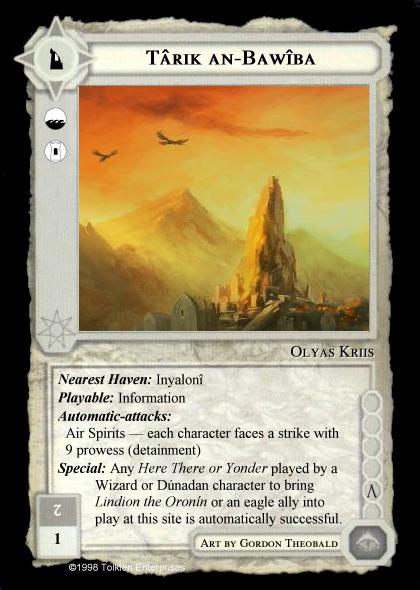 Târik an-Bawîba
Olyas Kriis
Nearest Haven: Inyalonî
Playable: Information
Automatic-attacks:
Air Spirits — each character faces a strike with
9 prowess (detainment)
Special: Any Here There or Yonder played by a
Wizard or Dúnadan character to bring
Lindion the Oronín or an eagle ally into
play at this site is automatically successful.
2
1
Art by Gordon Theobald
©1998 Tolkien Enterprises